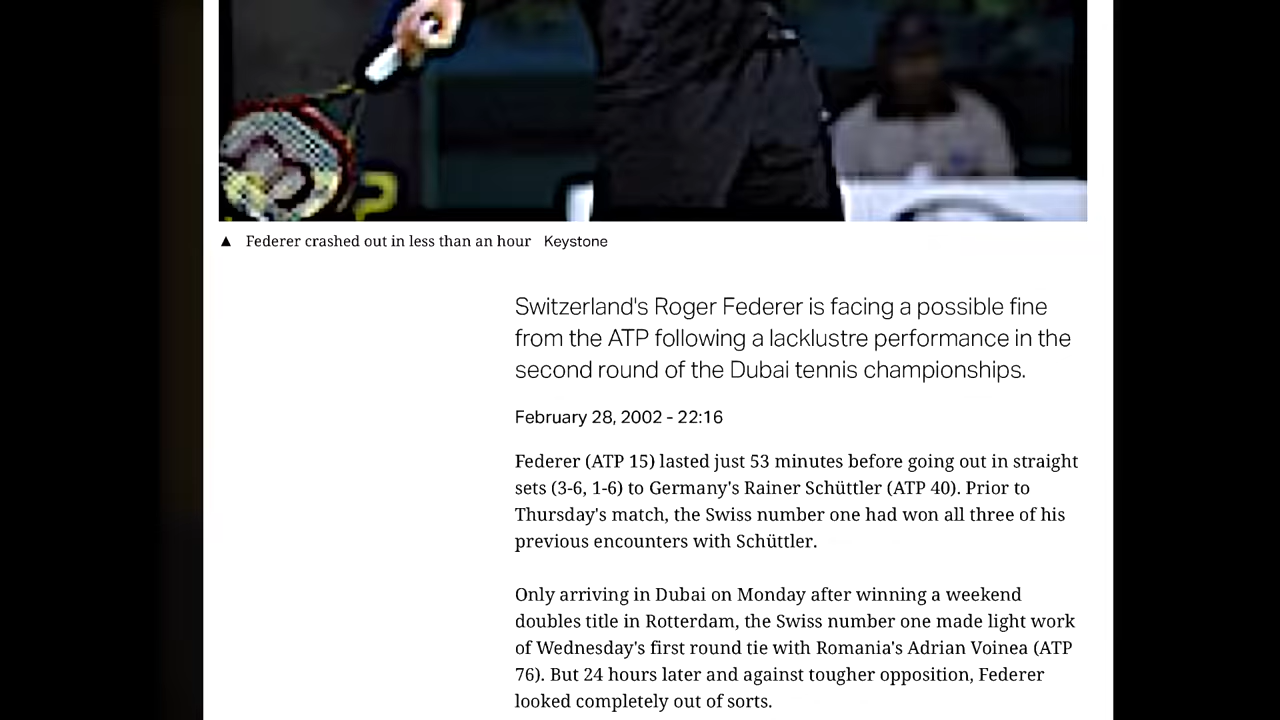 ▲ Federer crashed out in less than an hour Keystone
Switzerland's Roger Federer is facing a possible fine
from the ATP following a lacklustre performance in the
second round of the Dubai tennis championships.
February 28, 2002 - 22:16
Federer (ATP 15) lasted just 53 minutes before going out in straight
sets (3-6, 1-6) to Germany's Rainer Schüttler (ATP 40). Prior to
Thursday's match, the Swiss number one had won all three of his
previous encounters with Schüttler.
Only arriving in Dubai on Monday after winning a weekend
doubles title in Rotterdam, the Swiss number one made light work
of Wednesday's first round tie with Romania's Adrian Voinea (ATP
76). But 24 hours later and against tougher opposition, Federer
looked completely out of sorts.